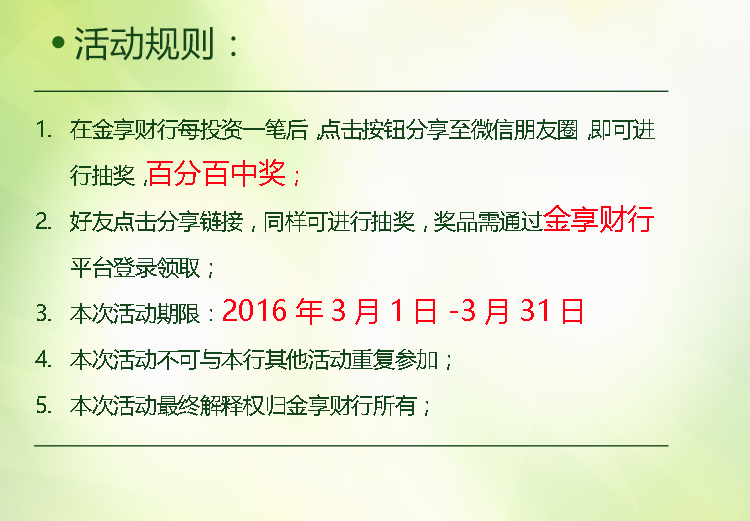 • 活动规则：
1. 在金享财行每投资一笔后，点击按钮分享至微信朋友圈，即可进
行抽奖，百分百中奖；
2. 好友点击分享链接，同样可进行抽奖，奖品需通过金享财行
平台登录领取；
3. 本次活动期限：2016 年 3 月 1 日 -3 月 31 日
4. 本次活动不可与本行其他活动重复参加；
5. 本次活动最终解释权归金享财行所有；